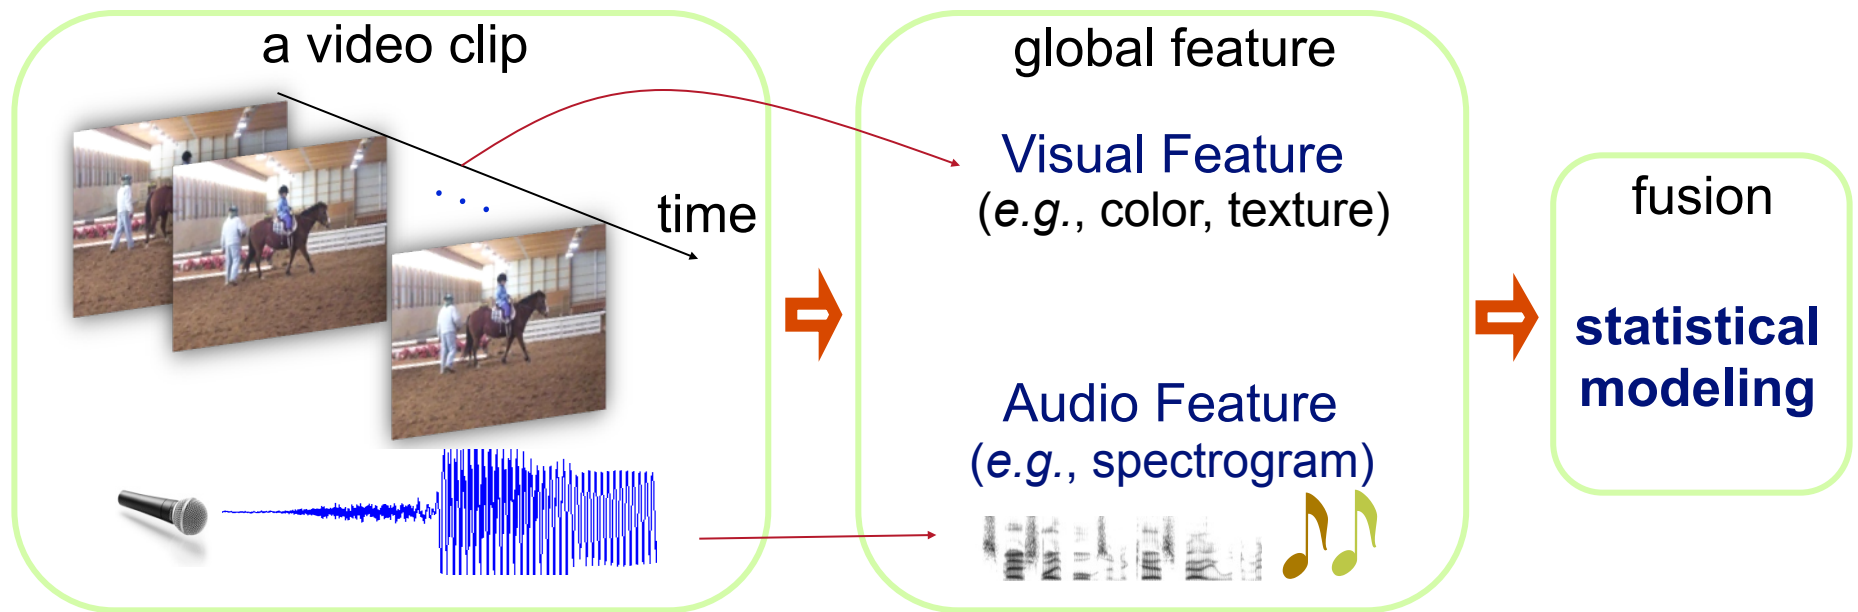 a video clip
time
global feature
Visual Feature
(e.g., color, texture)
Audio Feature
(e.g., spectrogram)
fusion
statistical
modeling